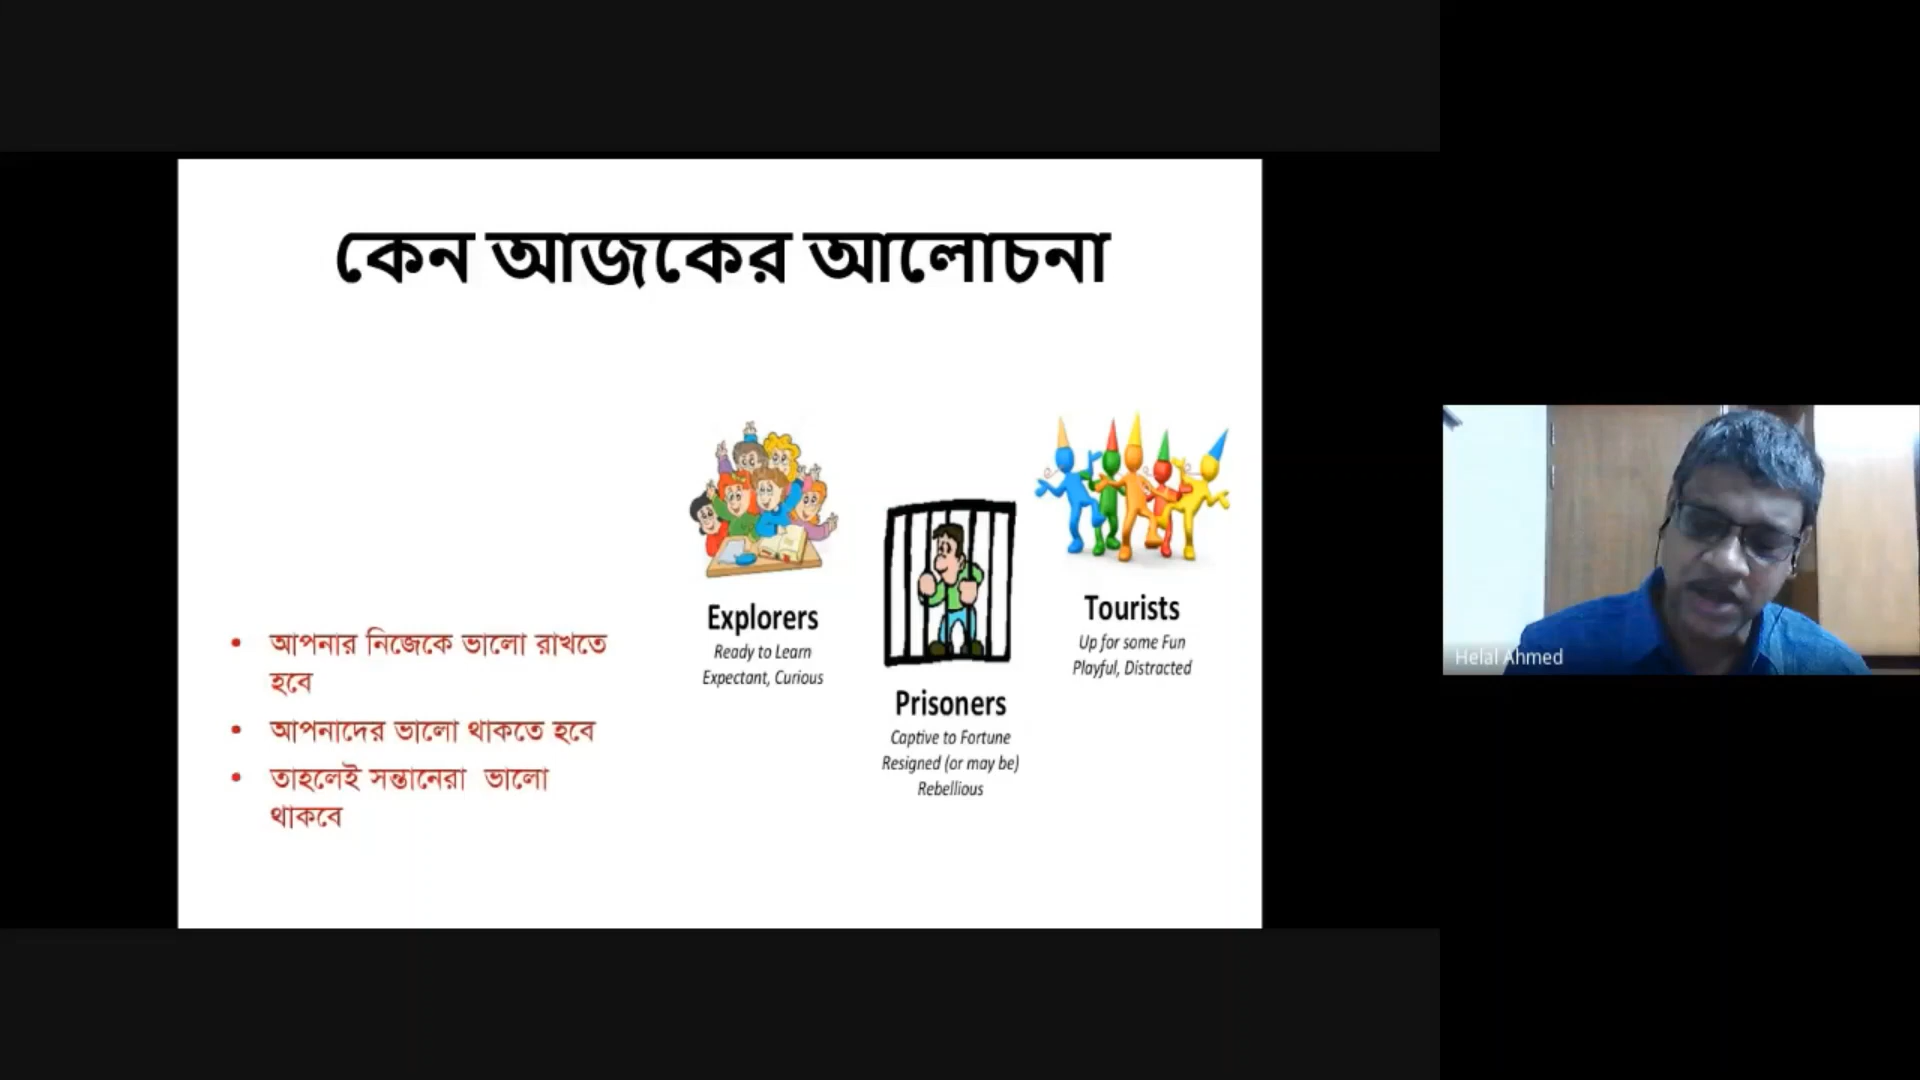 কেন আজকের আলোচনা
• আপনার নিজেকে ভালো রাখতে
হবে
• আপনাদের ভালো থাকতে হবে
• তাহলেই সন্তানেরা ভালো
থাকবে
Explorers
Ready to Learn
Expectant, Curious
Prisoners
Captive to Fortune
Resigned (or may be)
Rebellious
Tourists
Up for some Fun
Playful, Distracted
Helal Ahmed